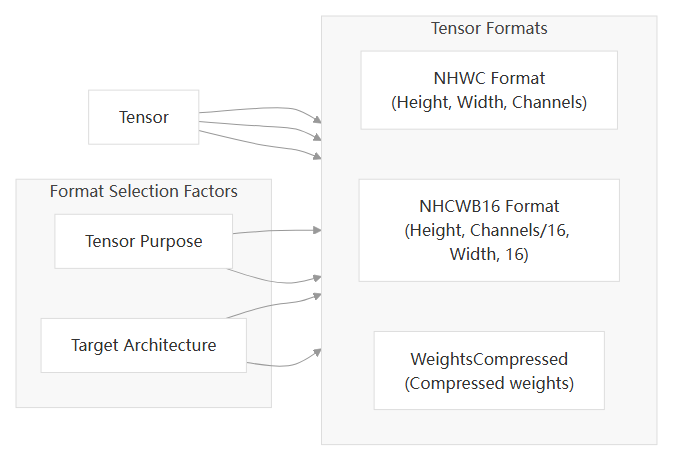 Tensor
Format Selection Factors
Tensor Purpose
Target Architecture
Tensor Formats
NHWC Format
(Height, Width, Channels)
NHCWB16 Format
(Height, Channels/16,
Width, 16)
WeightsCompressed
(Compressed weights)